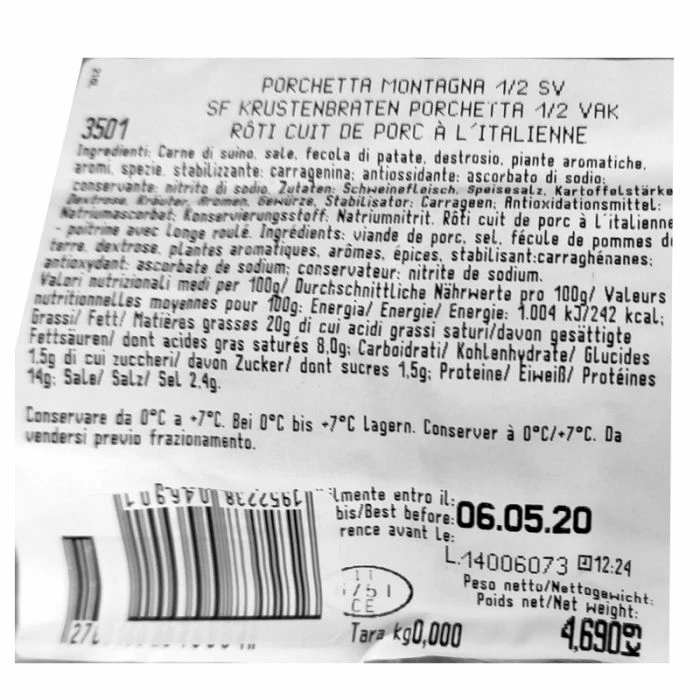 PORCHETTA MONTAGNA 1/2 SV
SF KRUSTENBRATEN PORCHETTA 1/2 VAK
3501 RÔTI CUIT DE PORC À L'ITALIENNE
Ingredienti: Carne di suino, sale, fecola di patate, destrosio, piante aromatiche,
aromi, spezie, stabilizzante: carragenina; antiossidante: ascorbato di sodio;
conservante: nitrito di sodio. Zutaten: Schweinefleisch, Speisesalz, Kartoffelstärke
Dextrose, Kräuter, Aromen, Gewürze, Stabilisator: Carrageen; Antioxidationsmittel:
Natriumascorbat; Konservierungsstoff: Natriumnitrit. Rôti cuit de porc à l'italienne
- poitrine avec longe roulé. Ingrédients: viande de porc, sel, fécule de pommes de
terre, dextrose, plantes aromatiques, arômes, épices, stabilisant:carraghénanes;
antioxydant: ascorbate de sodium; conservateur: nitrite de sodium.
Valori nutrizionali medi per 100g/ Durchschnittliche Nährwerte pro 100g/ Valeurs
nutritionnelles moyennes pour 100g: Energia/ Energie/ Energie: 1.004 kJ/242 kcal;
Grassi/ Fett/ Matières grasses 20g di cui acidi grassi saturi/davon gesättigte
Fettsäuren/ dont acides gras saturés 8,0g; Carboidrati/ Kohlenhydrate/ Glucides
1.5g di cui zuccheri/ davon Zucker/ dont sucres 1,5g; Proteine/ Eiweiß/ Protéines
14g; Sale/ Salz/ Sel 2,4g.
Conservare da 0°C a +7°C. Bei 0°C bis +7°C Lagern. Conserver à 0°C/+7°C. Da
vendersi previo frazionamento.
lmente entro il:
bis/Best before: 06.05.20
rence avant le:
L.14006073 12:24
Peso netto/Nettogewicht:
Poids net/Net weight:
CE
Tara kg0,000 4,690kg